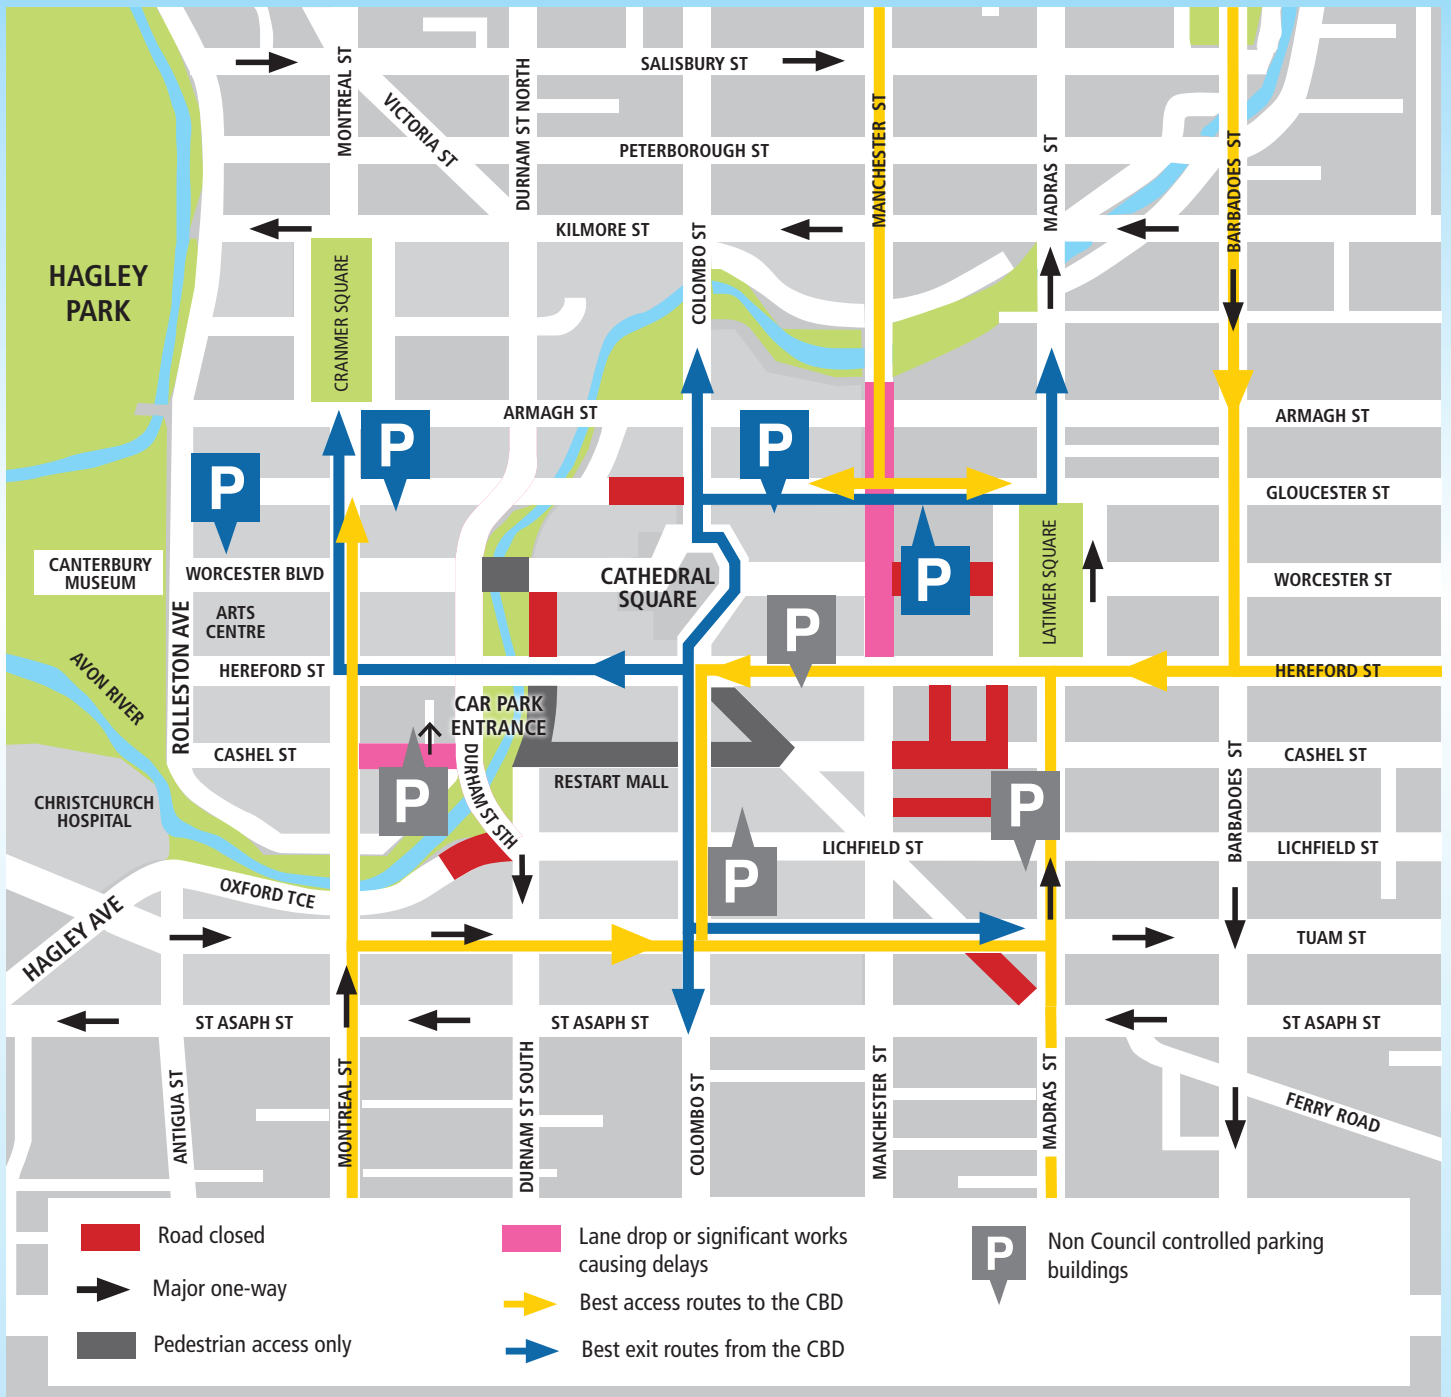 SALISBURY ST
MONTREAL ST
VICTORIA ST
DURNAM ST NORTH
PETERBOROUGH ST
MANCHESTER ST
MADRAS ST
BARBADOES ST
KILMORE ST
COLOMBO ST
HAGLEY
PARK
CRANMER SQUARE
ARMAGH ST
ARMAGH ST
P
P
P
GLOUCESTER ST
CANTERBURY
MUSEUM
WORCESTER BLVD
CATHEDRAL
SQUARE
P
LATIMER SQUARE
WORCESTER ST
ARTS
CENTRE
P
ROLLESTON AVE
AVON RIVER
HEREFORD ST
HEREFORD ST
CAR PARK
ENTRANCE
CASHEL ST
CASHEL ST
RESTART MALL
DURHAM ST STH
P
P
CHRISTCHURCH
HOSPITAL
LICHFIELD ST
LICHFIELD ST
BARBADOES ST
P
OXFORD TCE
HAGLEY AVE
TUAM ST
ST ASAPH ST
ST ASAPH ST
ST ASAPH ST
ANTIGUA ST
MONTREAL ST
DURNAM ST SOUTH
COLOMBO ST
MANCHESTER ST
MADRAS ST
FERRY ROAD
Road closed
Major one-way
Pedestrian access only
Lane drop or significant works
causing delays
Best access routes to the CBD
Best exit routes from the CBD
P
Non Council controlled parking
buildings